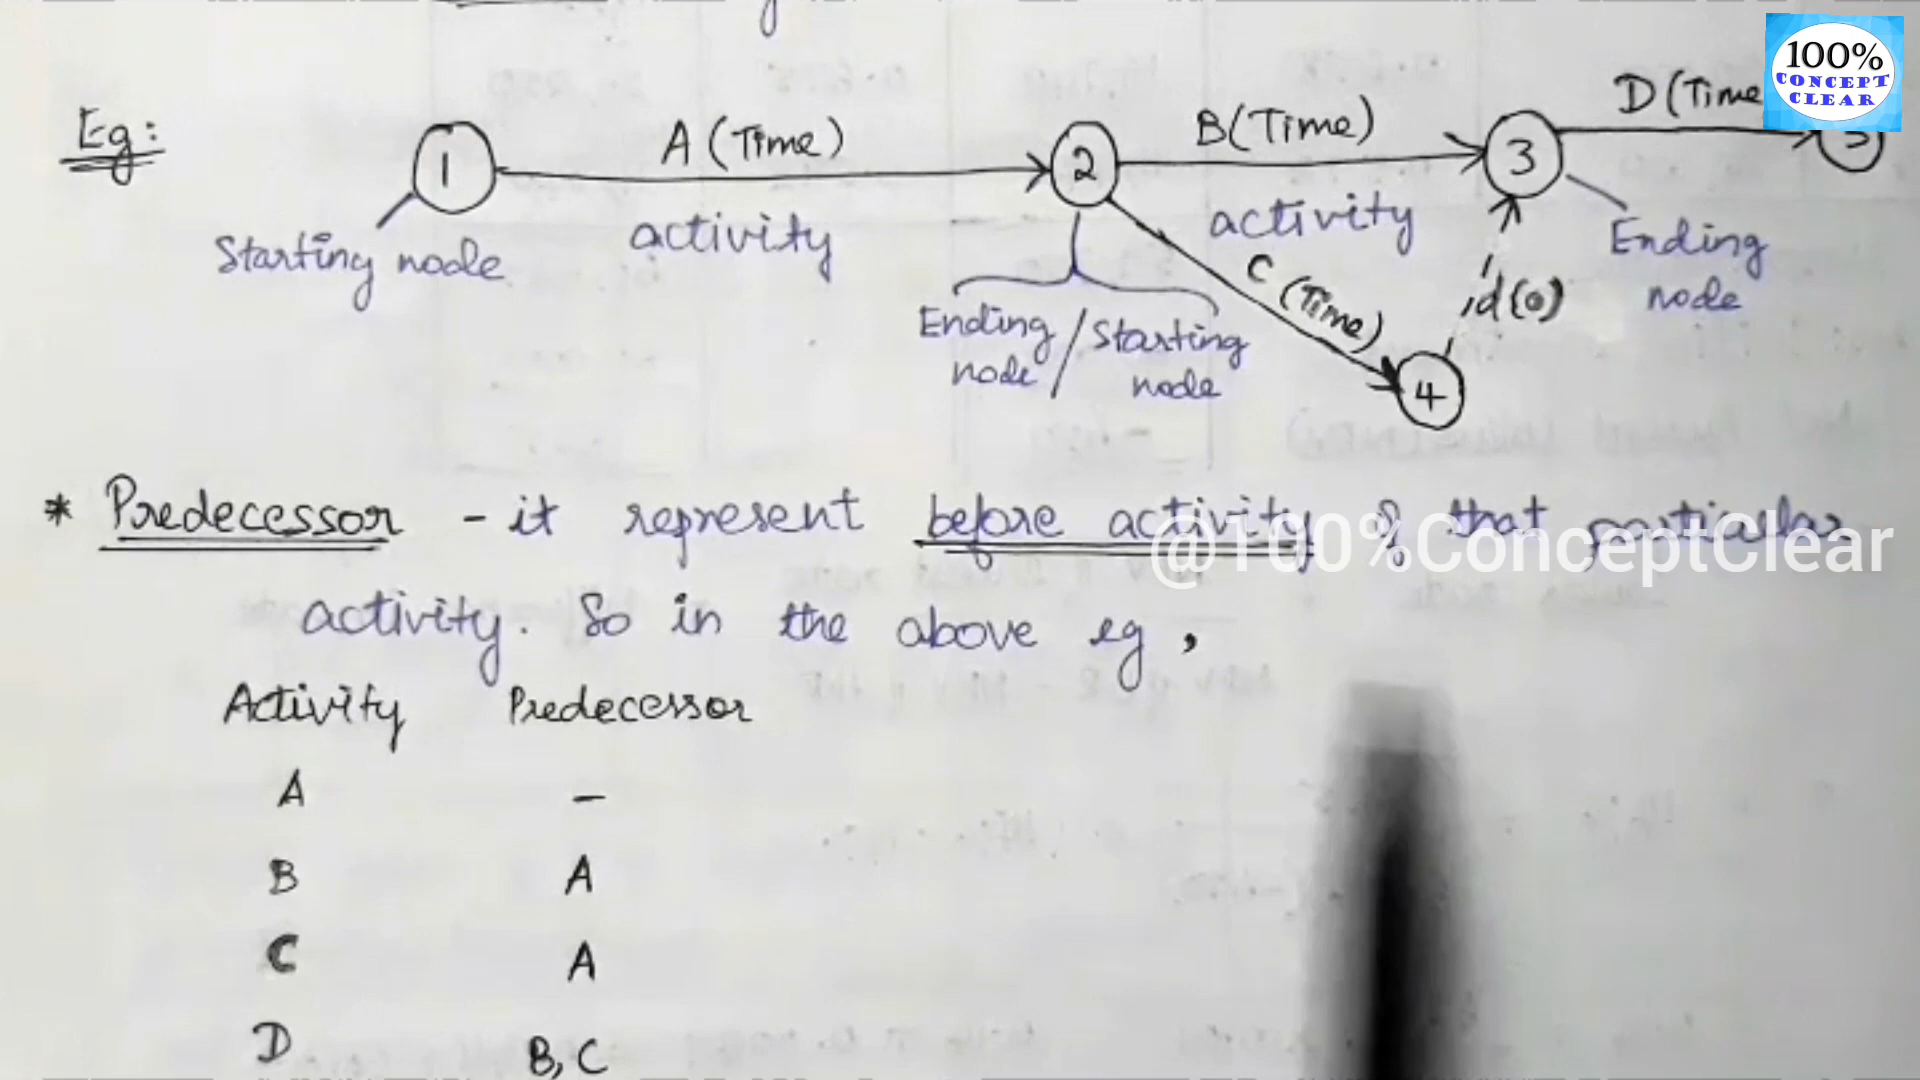 Eg:
1
A (Time)
2
B(Time)
3
D (Time
100%
CONCEPT
CLEAR
activity
activity
Starting node
C (Time)
id(0)
Ending
node
Ending
node
/
Starting
node
4
* Predecessor - it represent before activity of that particular
@100%ConceptClear
activity. So in the above eg,
Activity Predecessor
A -
B A
C A
D B, C